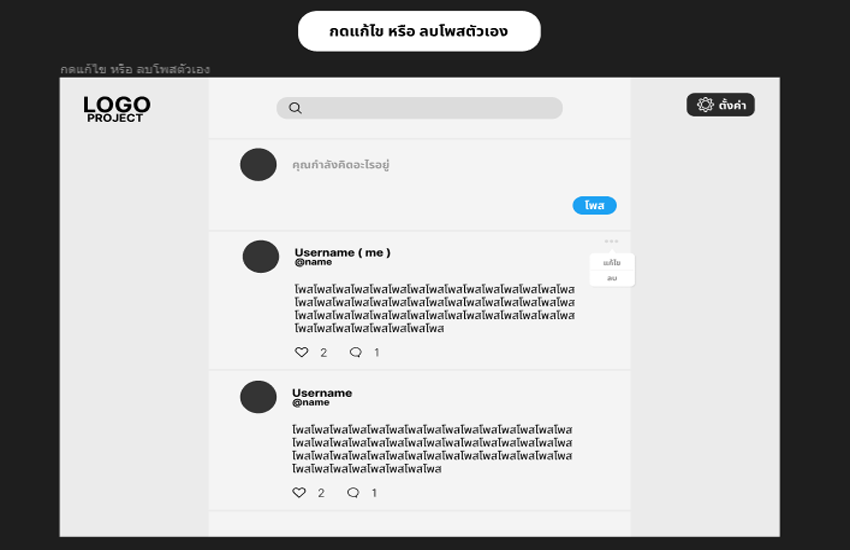 กดแก้ไข หรือ ลบโพสตัวเอง
กดแก้ไข หรือ ลบโพสตัวเอง
LOGO
PROJECT
ตั้งค่า
คุณกำลังคิดอะไรอยู่
โพส
Username ( me )
@name
แก้ไข
ลบ
โพสโพสโพสโพสโพสโพสโพสโพสโพสโพสโพสโพสโพสโพสโพส
โพสโพสโพสโพสโพสโพสโพสโพสโพสโพสโพสโพสโพสโพสโพส
โพสโพสโพสโพสโพสโพสโพสโพสโพสโพสโพสโพสโพสโพสโพส
โพสโพสโพสโพสโพสโพสโพสโพส
2 1
Username
@name
โพสโพสโพสโพสโพสโพสโพสโพสโพสโพสโพสโพสโพสโพสโพส
โพสโพสโพสโพสโพสโพสโพสโพสโพสโพสโพสโพสโพสโพสโพส
โพสโพสโพสโพสโพสโพสโพสโพสโพสโพสโพสโพสโพสโพสโพส
โพสโพสโพสโพสโพสโพสโพสโพส
2 1